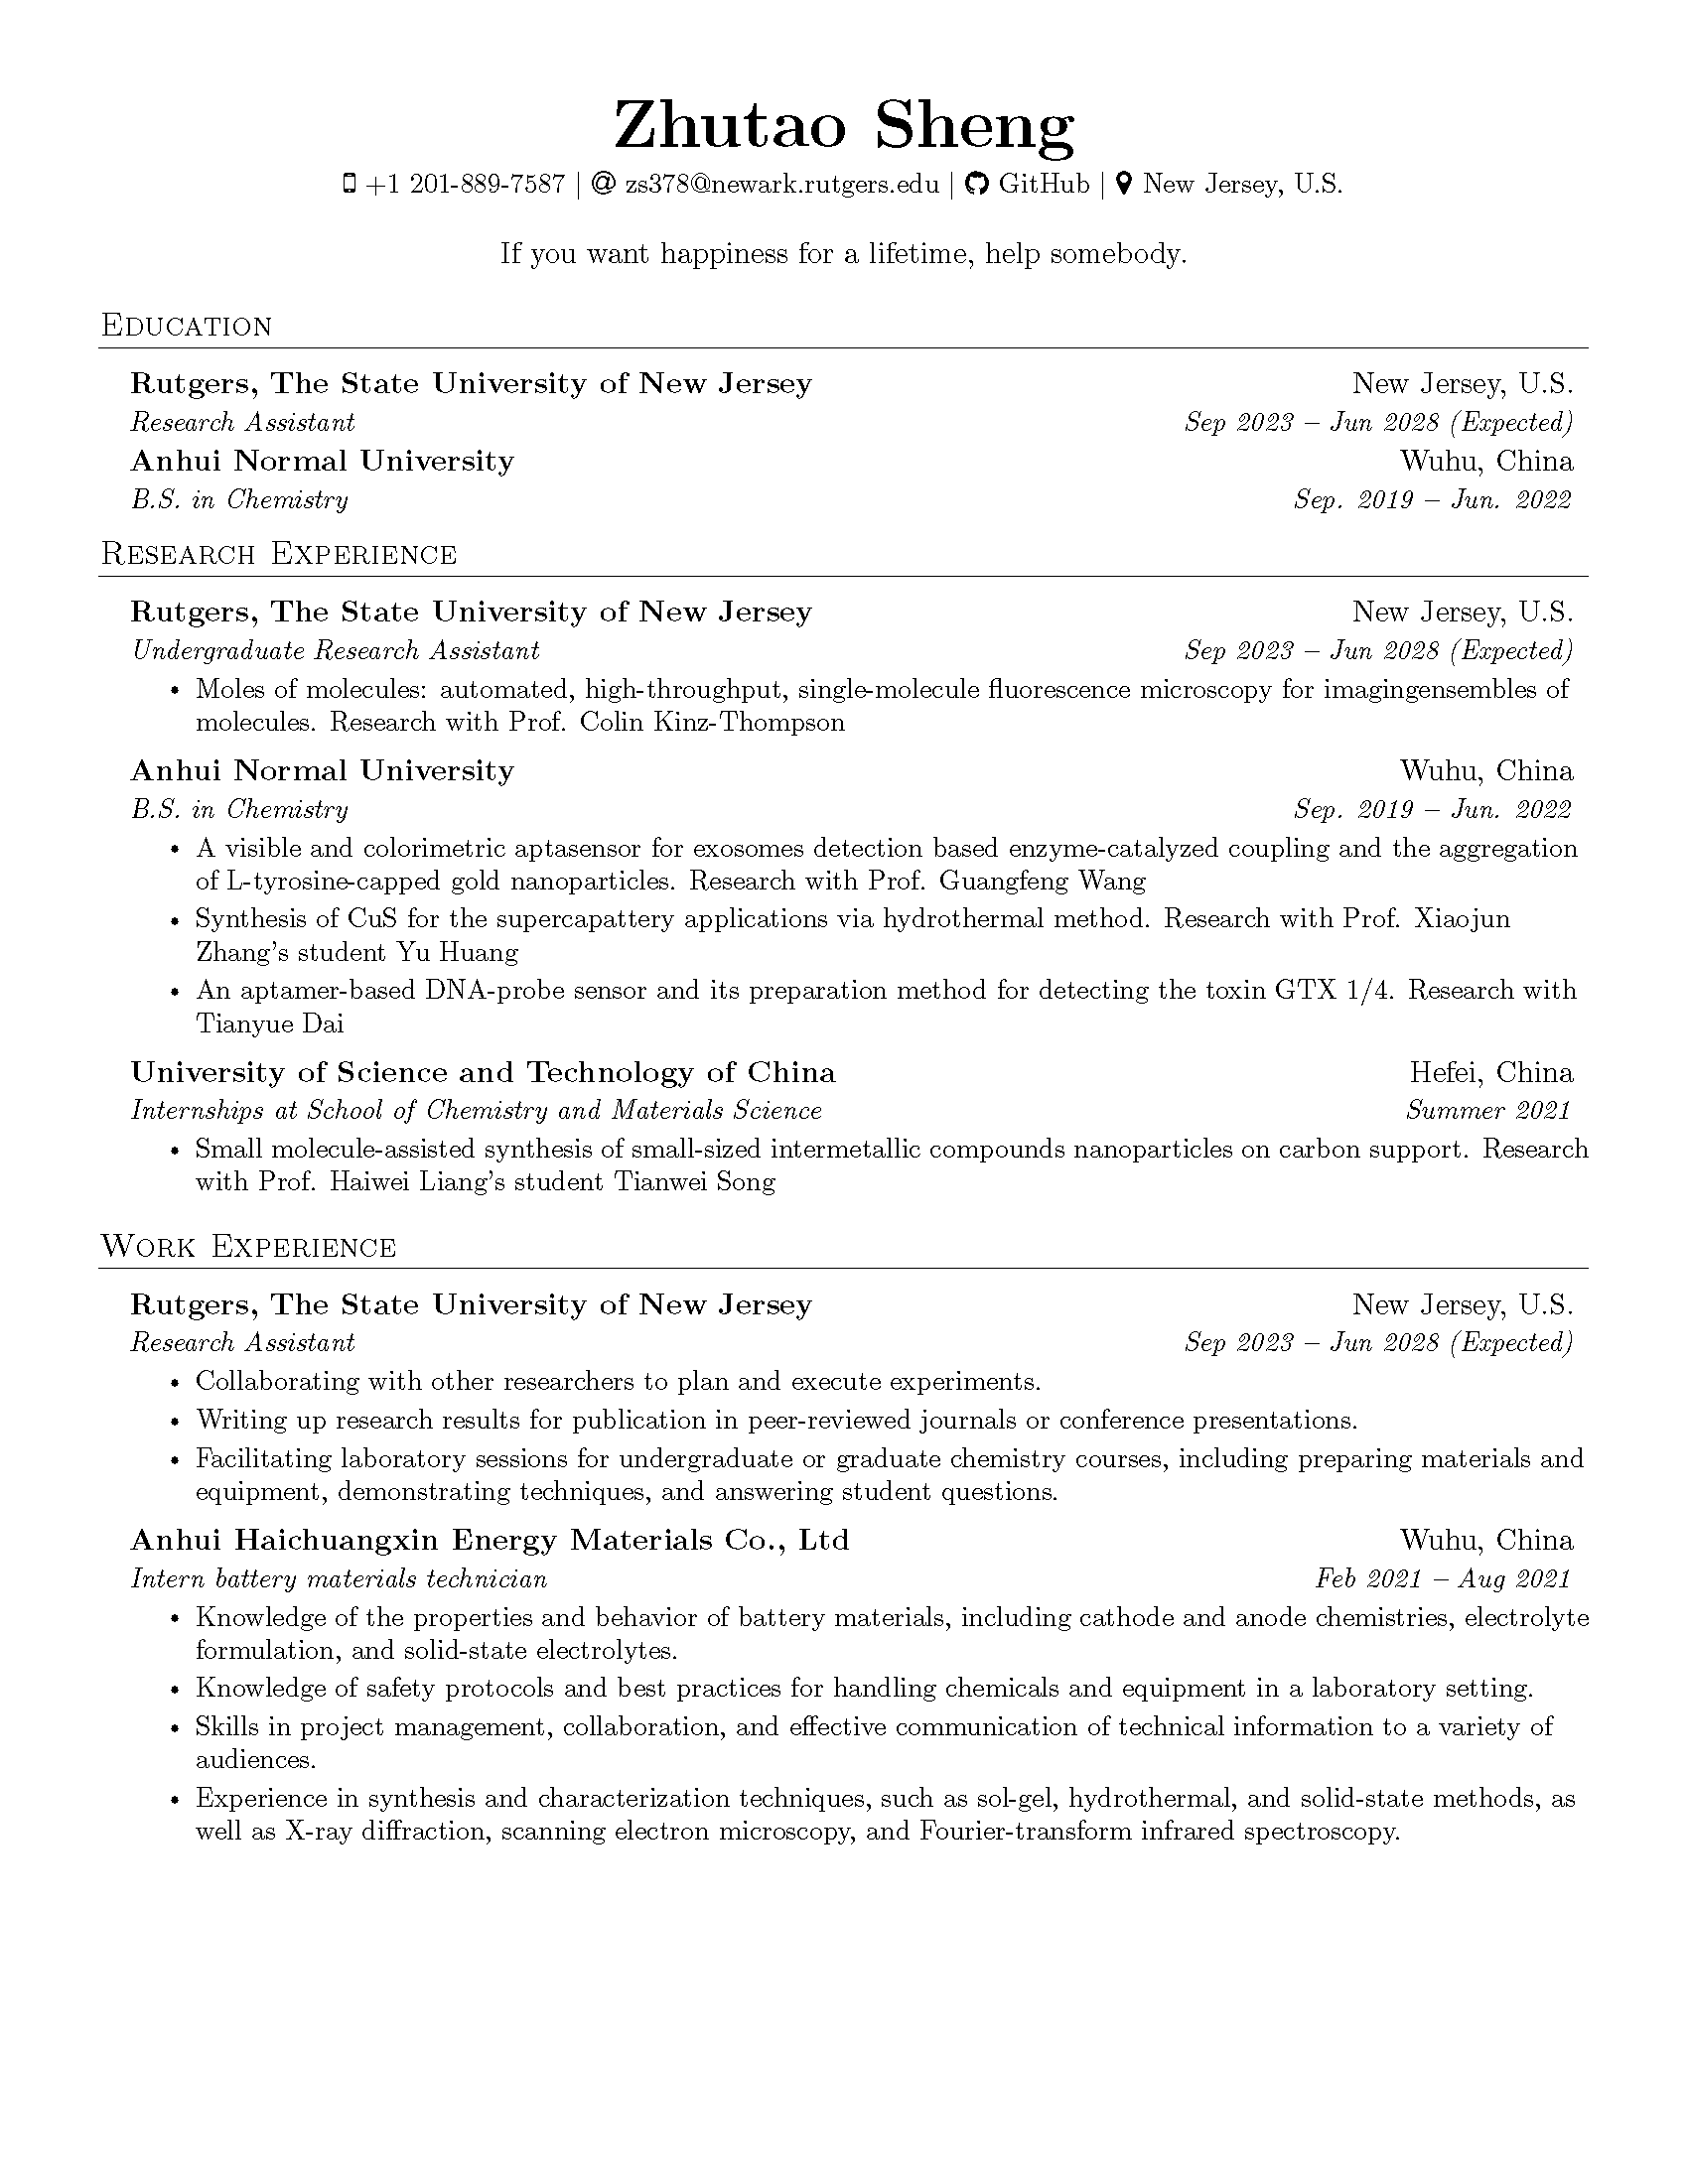 Zhutao Sheng
+1 201-889-7587 | zs378@newark.rutgers.edu | GitHub | New Jersey, U.S.
If you want happiness for a lifetime, help somebody.
Education
Rutgers, The State University of New Jersey New Jersey, U.S.
Research Assistant Sep 2023 – Jun 2028 (Expected)
Anhui Normal University Wuhu, China
B.S. in Chemistry Sep. 2019 – Jun. 2022
Research Experience
Rutgers, The State University of New Jersey New Jersey, U.S.
Undergraduate Research Assistant Sep 2023 – Jun 2028 (Expected)
• Moles of molecules: automated, high-throughput, single-molecule fluorescence microscopy for imagingensembles of
molecules. Research with Prof. Colin Kinz-Thompson
Anhui Normal University Wuhu, China
B.S. in Chemistry Sep. 2019 – Jun. 2022
• A visible and colorimetric aptasensor for exosomes detection based enzyme-catalyzed coupling and the aggregation
of L-tyrosine-capped gold nanoparticles. Research with Prof. Guangfeng Wang
• Synthesis of CuS for the supercapattery applications via hydrothermal method. Research with Prof. Xiaojun
Zhang's student Yu Huang
• An aptamer-based DNA-probe sensor and its preparation method for detecting the toxin GTX 1/4. Research with
Tianyue Dai
University of Science and Technology of China Hefei, China
Internships at School of Chemistry and Materials Science Summer 2021
• Small molecule-assisted synthesis of small-sized intermetallic compounds nanoparticles on carbon support. Research
with Prof. Haiwei Liang's student Tianwei Song
Work Experience
Rutgers, The State University of New Jersey New Jersey, U.S.
Research Assistant Sep 2023 – Jun 2028 (Expected)
• Collaborating with other researchers to plan and execute experiments.
• Writing up research results for publication in peer-reviewed journals or conference presentations.
• Facilitating laboratory sessions for undergraduate or graduate chemistry courses, including preparing materials and
equipment, demonstrating techniques, and answering student questions.
Anhui Haichuangxin Energy Materials Co., Ltd Wuhu, China
Intern battery materials technician Feb 2021 – Aug 2021
• Knowledge of the properties and behavior of battery materials, including cathode and anode chemistries, electrolyte
formulation, and solid-state electrolytes.
• Knowledge of safety protocols and best practices for handling chemicals and equipment in a laboratory setting.
• Skills in project management, collaboration, and effective communication of technical information to a variety of
audiences.
• Experience in synthesis and characterization techniques, such as sol-gel, hydrothermal, and solid-state methods, as
well as X-ray diffraction, scanning electron microscopy, and Fourier-transform infrared spectroscopy.